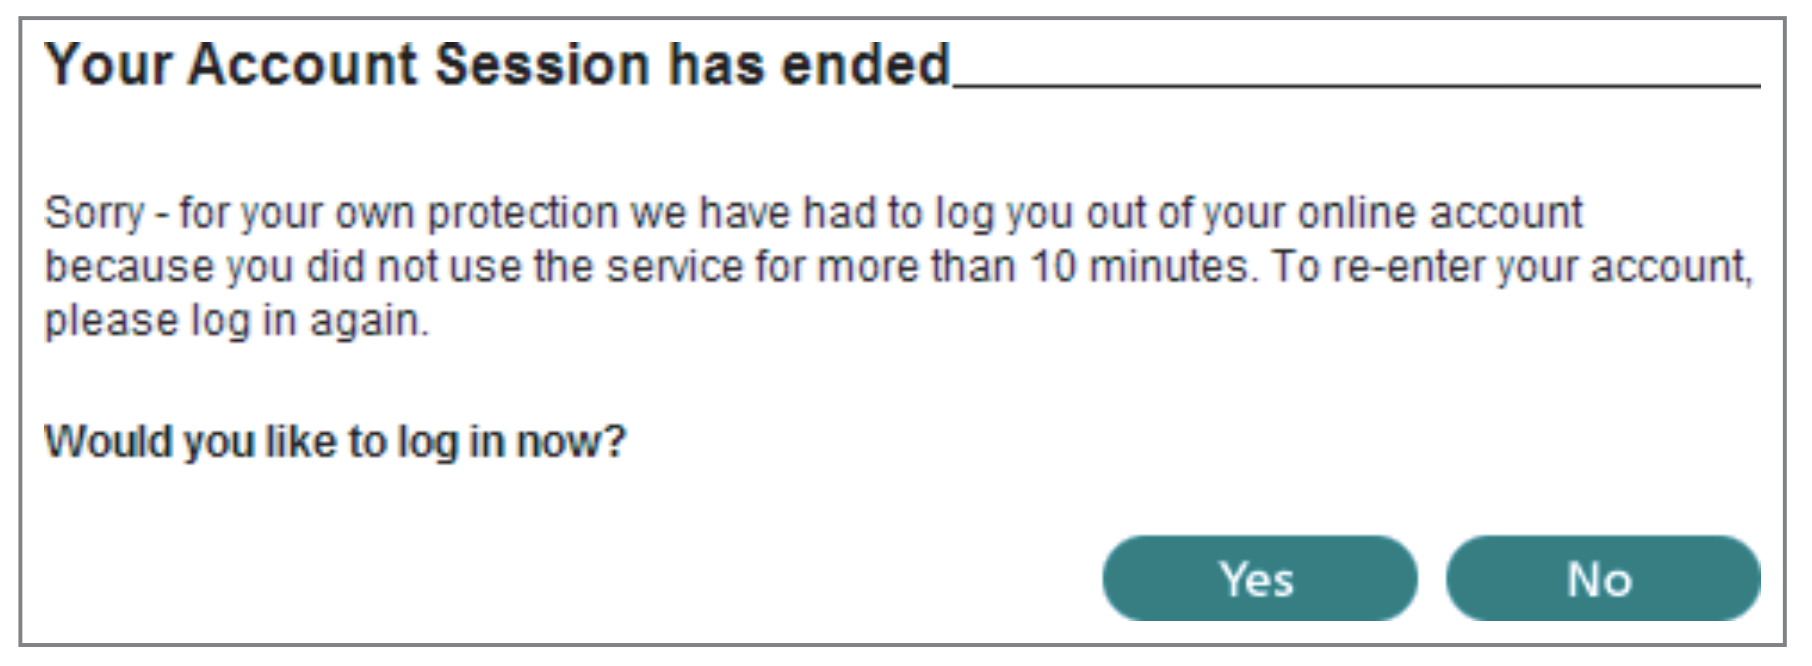 Your Account Session has ended
Sorry - for your own protection we have had to log you out of your online account
because you did not use the service for more than 10 minutes. To re-enter your account,
please log in again.
Would you like to log in now?
Yes No